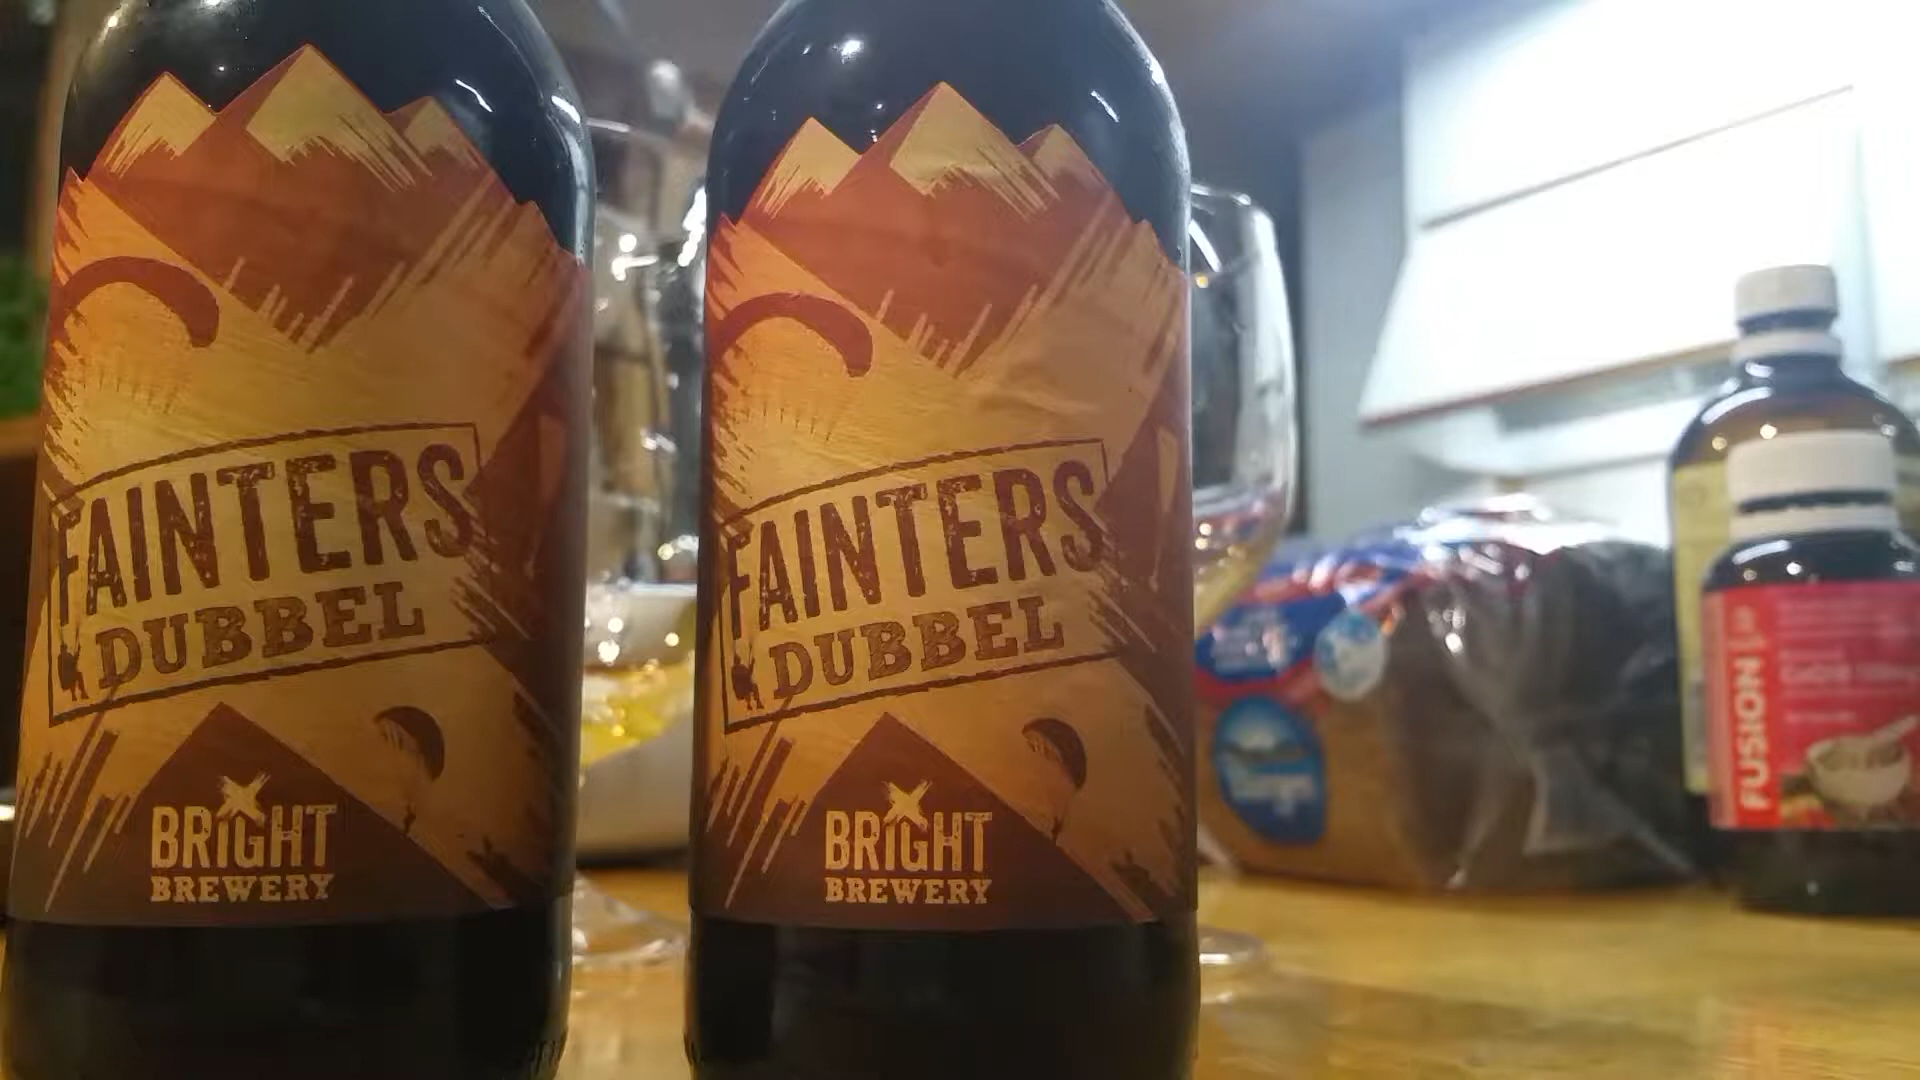 FAINTERS
DUBBEL
BRIGHT
BREWERY
FAINTERS
DUBBEL
BRIGHT
BREWERY
FUSION